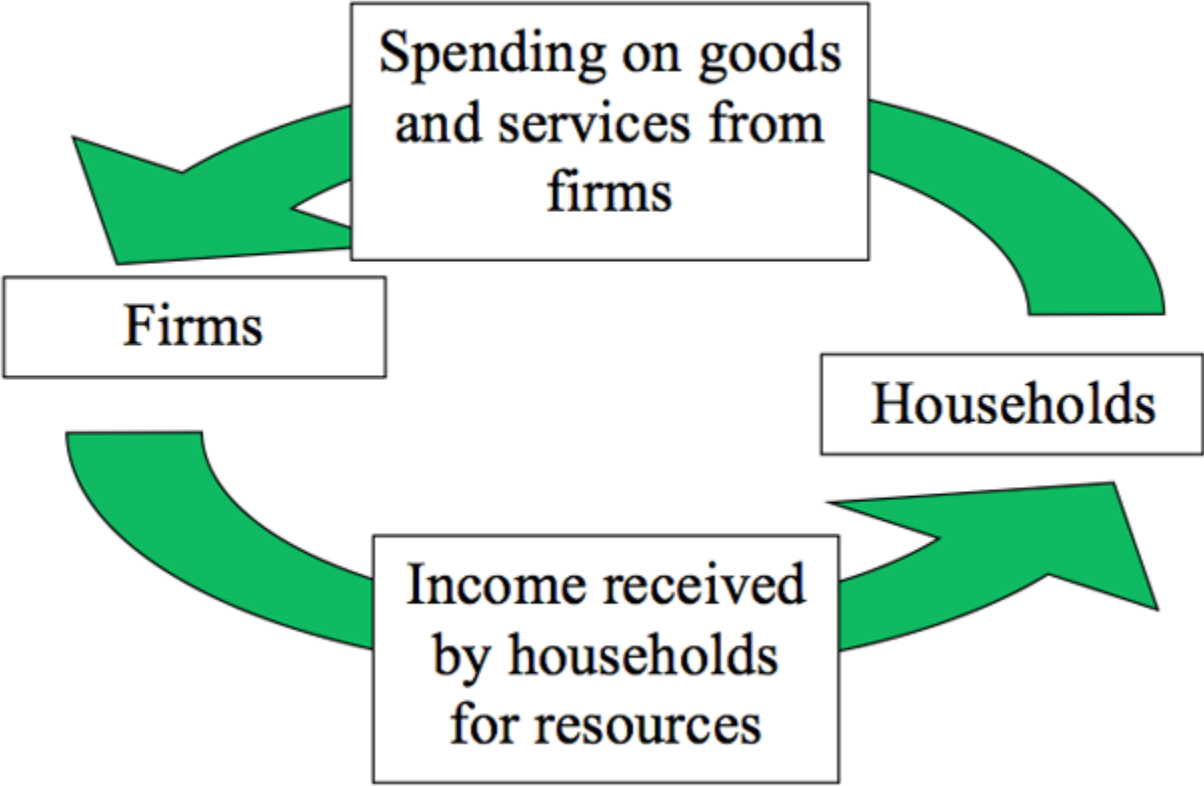 Spending on goods
and services from
firms
Firms
Households
Income received
by households
for resources